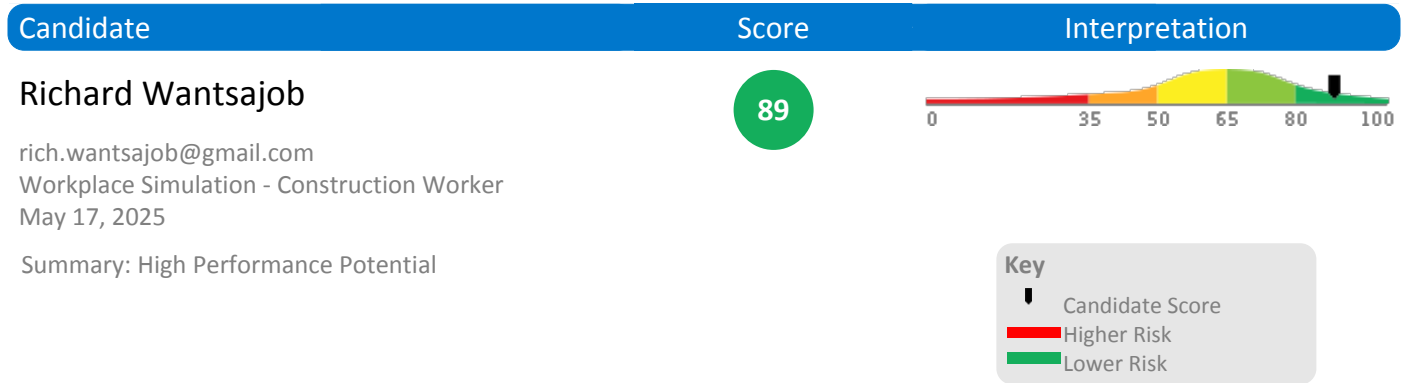 Candidate Score Interpretation
Richard Wantsajob
89
0 35 50 65 80 100
rich.wantsajob@gmail.com
Workplace Simulation - Construction Worker
May 17, 2025
Summary: High Performance Potential
Key
Candidate Score
Higher Risk
Lower Risk